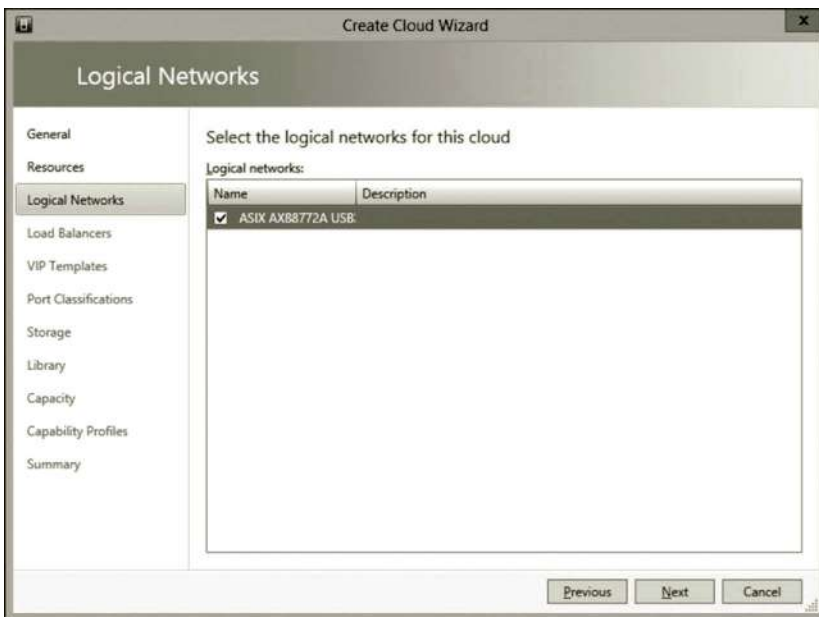 Create Cloud Wizard
x
Logical Networks
General
Resources
Logical Networks
Load Balancers
VIP Templates
Port Classifications
Storage
Library
Capacity
Capability Profiles
Summary
Select the logical networks for this cloud
Logical networks:
Name Description
ASIX AX88772A USB
Previous Next Cancel